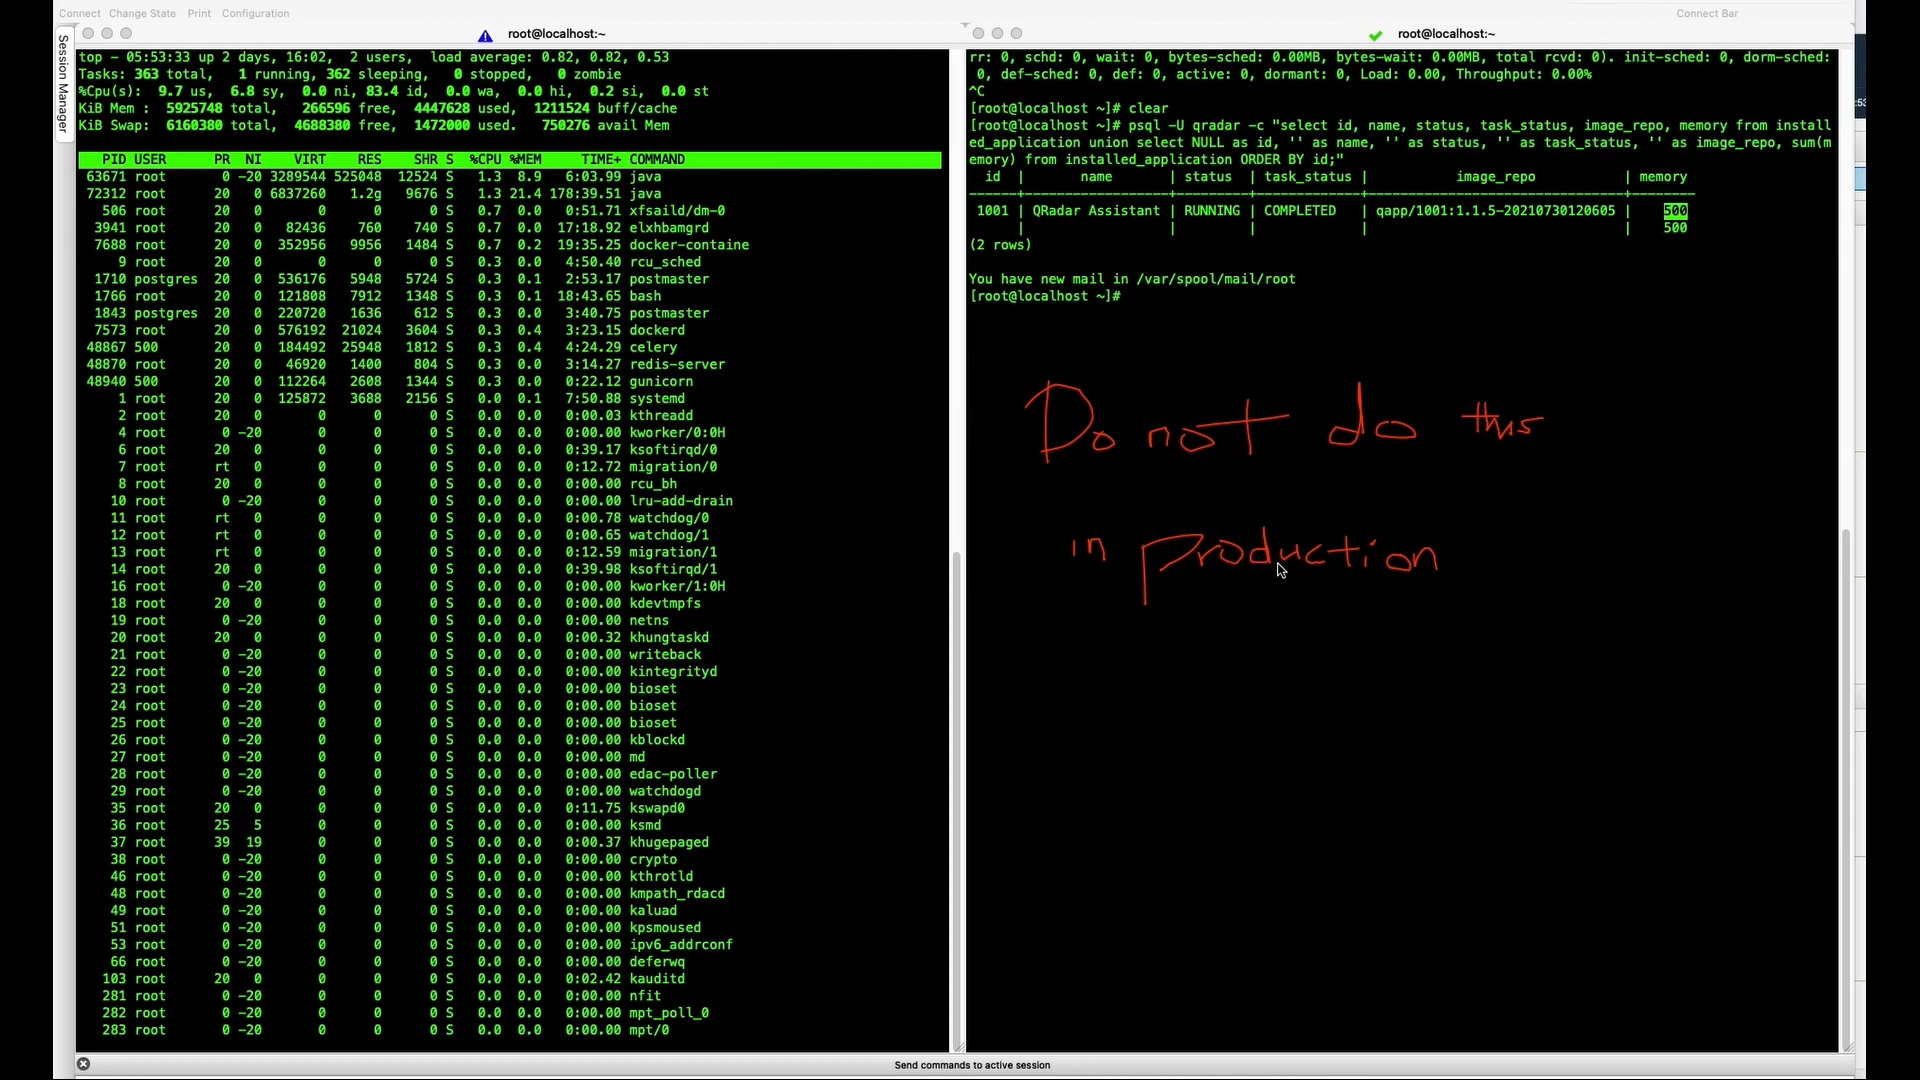 Connect Change State Print Configuration Connect Bar
Session Manager
root@localhost:~
top - 05:53:33 up 2 days, 16:02, 2 users, load average: 0.82, 0.82, 0.53
Tasks: 363 total, 1 running, 362 sleeping, 0 stopped, 0 zombie
%Cpu(s): 9.7 us, 6.8 sy, 0.0 ni, 83.4 id, 0.0 wa, 0.0 hi, 0.2 si, 0.0 st
KiB Mem : 5925748 total, 266596 free, 4447628 used, 1211524 buff/cache
KiB Swap: 6160380 total, 4688380 free, 1472000 used. 750276 avail Mem
PID USER PR NI VIRT RES SHR S %CPU %MEM TIME+ COMMAND
63671 root 0 -20 3289544 525048 12524 S 1.3 8.9 6:03.99 java
72312 root 20 0 6837260 1.2g 9676 S 1.3 21.4 178:39.51 java
506 root 20 0 0 0 0 S 0.7 0.0 0:51.71 xfsaild/dm-0
3941 root 20 0 82436 760 740 S 0.7 0.0 17:18.92 elxhbamgrd
7688 root 20 0 352956 9956 1484 S 0.7 0.2 19:35.25 docker-containe
9 root 20 0 0 0 0 S 0.3 0.0 4:50.40 rcu_sched
1710 postgres 20 0 536176 5948 5724 S 0.3 0.1 2:53.17 postmaster
1766 root 20 0 121808 7912 1348 S 0.3 0.1 18:43.65 bash
1843 postgres 20 0 220720 1636 612 S 0.3 0.0 3:40.75 postmaster
7573 root 20 0 576192 21024 3604 S 0.3 0.4 3:23.15 dockerd
48867 500 20 0 184492 25948 1812 S 0.3 0.4 4:24.29 celery
48870 root 20 0 46920 1400 804 S 0.3 0.0 3:14.27 redis-server
48940 500 20 0 112264 2608 1344 S 0.3 0.0 0:22.12 gunicorn
1 root 20 0 125872 3688 2156 S 0.0 0.1 7:50.88 systemd
2 root 20 0 0 0 0 S 0.0 0.0 0:00.03 kthreadd
4 root 0 -20 0 0 0 S 0.0 0.0 0:00.00 kworker/0:0H
6 root 20 0 0 0 0 S 0.0 0.0 0:39.17 ksoftirqd/0
7 root rt 0 0 0 0 S 0.0 0.0 0:12.72 migration/0
8 root 20 0 0 0 0 S 0.0 0.0 0:00.00 rcu_bh
10 root 0 -20 0 0 0 S 0.0 0.0 0:00.00 lru-add-drain
11 root rt 0 0 0 0 S 0.0 0.0 0:00.78 watchdog/0
12 root rt 0 0 0 0 S 0.0 0.0 0:00.65 watchdog/1
13 root rt 0 0 0 0 S 0.0 0.0 0:12.59 migration/1
14 root 20 0 0 0 0 S 0.0 0.0 0:39.98 ksoftirqd/1
16 root 0 -20 0 0 0 S 0.0 0.0 0:00.00 kworker/1:0H
18 root 20 0 0 0 0 S 0.0 0.0 0:00.00 kdevtmpfs
19 root 0 -20 0 0 0 S 0.0 0.0 0:00.00 netns
20 root 20 0 0 0 0 S 0.0 0.0 0:00.32 khungtaskd
21 root 0 -20 0 0 0 S 0.0 0.0 0:00.00 writeback
22 root 0 -20 0 0 0 S 0.0 0.0 0:00.00 kintegrityd
23 root 0 -20 0 0 0 S 0.0 0.0 0:00.00 bioset
24 root 0 -20 0 0 0 S 0.0 0.0 0:00.00 bioset
25 root 0 -20 0 0 0 S 0.0 0.0 0:00.00 bioset
26 root 0 -20 0 0 0 S 0.0 0.0 0:00.00 kblockd
27 root 0 -20 0 0 0 S 0.0 0.0 0:00.00 md
28 root 0 -20 0 0 0 S 0.0 0.0 0:00.00 edac-poller
29 root 0 -20 0 0 0 S 0.0 0.0 0:00.00 watchdogd
35 root 20 0 0 0 0 S 0.0 0.0 0:11.75 kswapd0
36 root 25 5 0 0 0 S 0.0 0.0 0:00.00 ksmd
37 root 39 19 0 0 0 S 0.0 0.0 0:00.37 khugepaged
38 root 0 -20 0 0 0 S 0.0 0.0 0:00.00 crypto
46 root 0 -20 0 0 0 S 0.0 0.0 0:00.00 kthrotld
48 root 0 -20 0 0 0 S 0.0 0.0 0:00.00 kmpath_rdacd
49 root 0 -20 0 0 0 S 0.0 0.0 0:00.00 kaluad
51 root 0 -20 0 0 0 S 0.0 0.0 0:00.00 kpsmoused
53 root 0 -20 0 0 0 S 0.0 0.0 0:00.00 ipv6_addrconf
66 root 0 -20 0 0 0 S 0.0 0.0 0:00.00 deferwq
103 root 20 0 0 0 0 S 0.0 0.0 0:02.42 kauditd
281 root 0 -20 0 0 0 S 0.0 0.0 0:00.00 nfit
282 root 0 -20 0 0 0 S 0.0 0.0 0:00.00 mpt_poll_0
283 root 0 -20 0 0 0 S 0.0 0.0 0:00.00 mpt/0
root@localhost:~
rr: 0, schd: 0, wait: 0, bytes-sched: 0.00MB, bytes-wait: 0.00MB, total rcvd: 0). init-sched: 0, dorm-sched:
0, def-sched: 0, def: 0, active: 0, dormant: 0, Load: 0.00, Throughput: 0.00%
^C
[root@localhost ~]# clear
[root@localhost ~]# psql -U qradar -c "select id, name, status, task_status, image_repo, memory from install
ed_application union select NULL as id, '' as name, '' as status, '' as task_status, '' as image_repo, sum(m
emory) from installed_application ORDER BY id;"
id | name | status | task_status | image_repo | memory
------+------------------+---------+-------------+--------------------------------+--------
1001 | QRadar Assistant | RUNNING | COMPLETED | qapp/1001:1.1.5-20210730120605 | 500
| | | | | 500
(2 rows)
You have new mail in /var/spool/mail/root
[root@localhost ~]#
Do not do this
in production
Send commands to active session